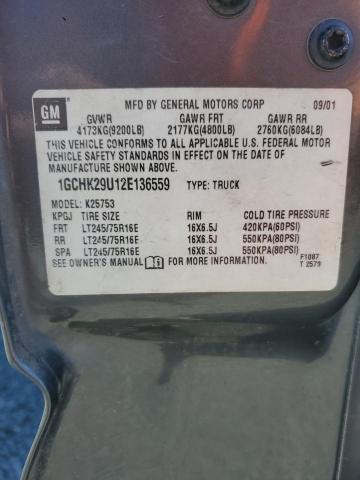 GM
MFD BY GENERAL MOTORS CORP 09/01
GVWR GAWR FRT GAWR RR
4173KG(9200LB) 2177KG(4800LB) 2760KG(6084LB)
THIS VEHICLE CONFORMS TO ALL APPLICABLE U.S. FEDERAL MOTOR
VEHICLE SAFETY STANDARDS IN EFFECT ON THE DATE OF
MANUFACTURE SHOWN ABOVE.
1GCHK29U12E136559 TYPE: TRUCK
MODEL: K25753
KPGJ TIRE SIZE RIM COLD TIRE PRESSURE
FRT LT245/75R16E 16X6.5J 420KPA(60PSI)
RR LT245/75R16E 16X6.5J 550KPA(80PSI)
SPA LT245/75R16E 16X6.5J 550KPA(80PSI)
SEE OWNER'S MANUAL FOR MORE INFORMATION. F1087
T 2579